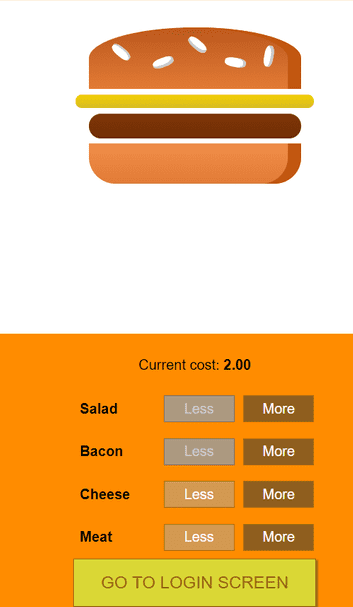 Current cost: 2.00
Salad Less More
Bacon Less More
Cheese Less More
Meat Less More
GO TO LOGIN SCREEN